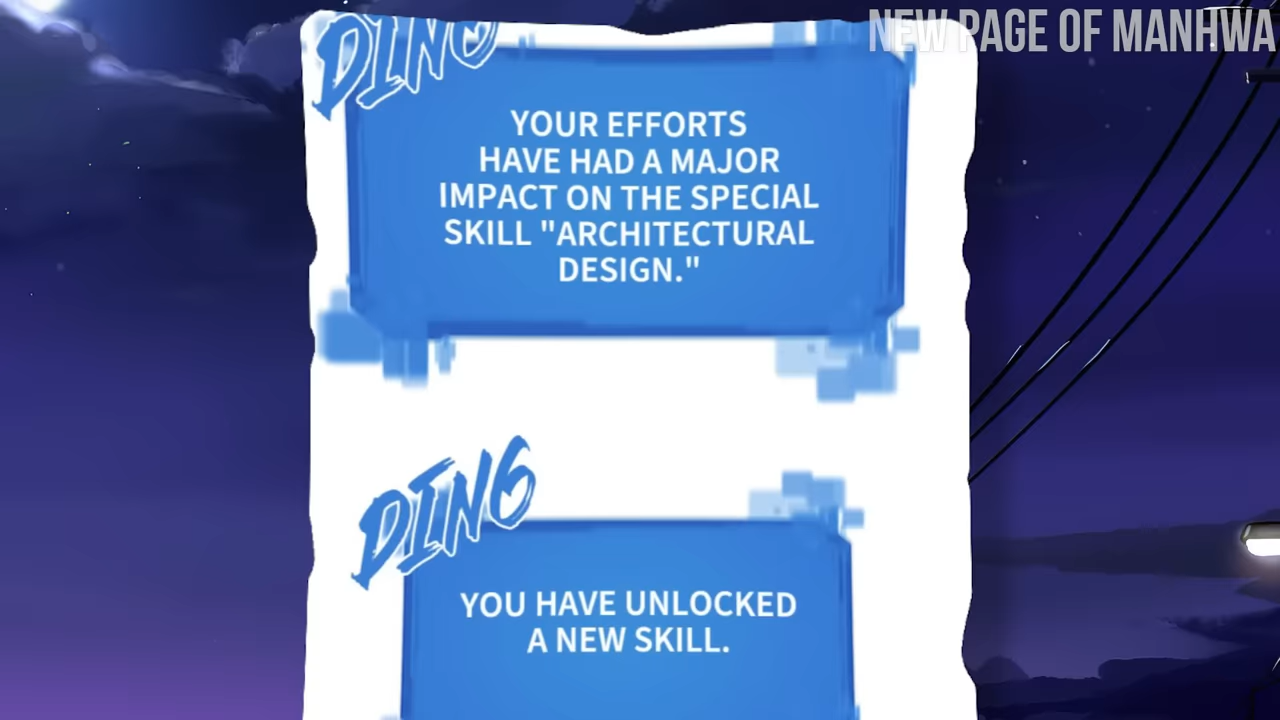 NEW PAGE OF MANHWA
DING
YOUR EFFORTS
HAVE HAD A MAJOR
IMPACT ON THE SPECIAL
SKILL "ARCHITECTURAL
DESIGN."
DING
YOU HAVE UNLOCKED
A NEW SKILL.